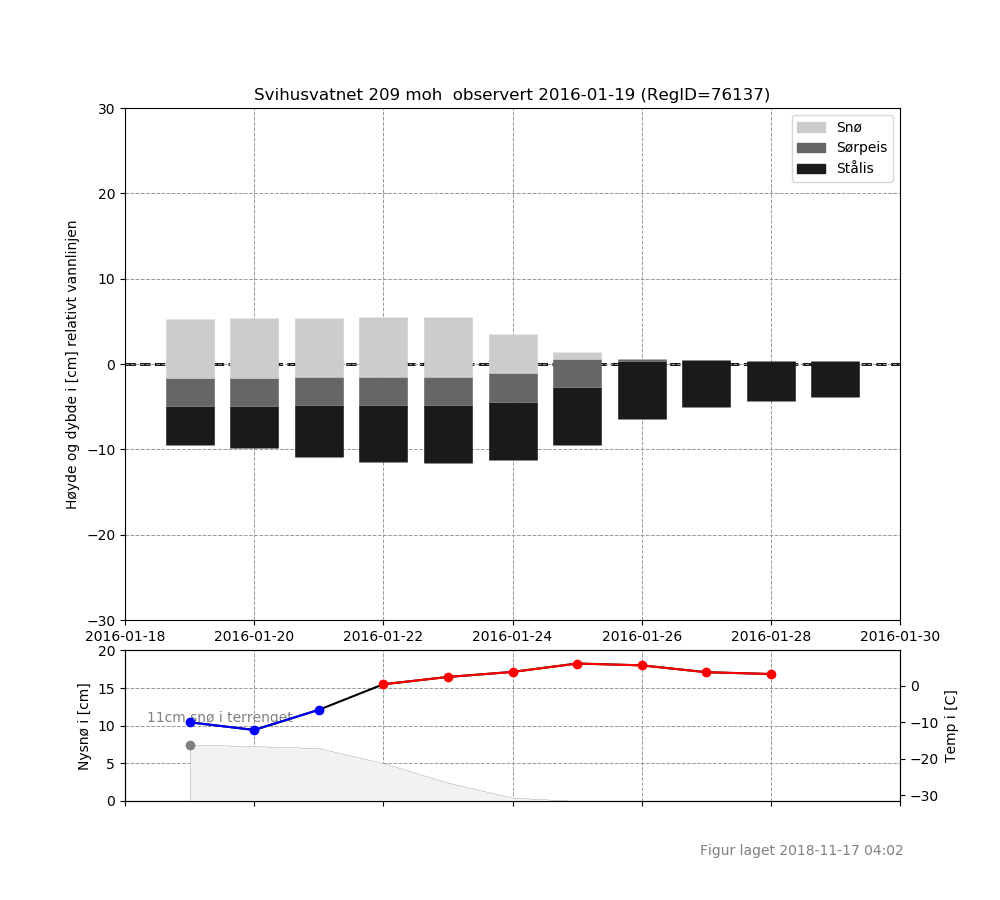 Svihusvatnet 209 moh  observert 2016-01-19 (RegID=76137)
Høyde og dybde i [cm] relativt vannlinjen
30
20
10
0
−10
−20
−30
Snø
Sørpeis
Stålis
2016-01-18
2016-01-20
2016-01-22
2016-01-24
2016-01-26
2016-01-28
2016-01-30
Nysnø i [cm]
20
15
10
5
0
11cm snø i terrenget
0
−10
−20
−30
Temp i [C]
Figur laget 2018-11-17 04:02